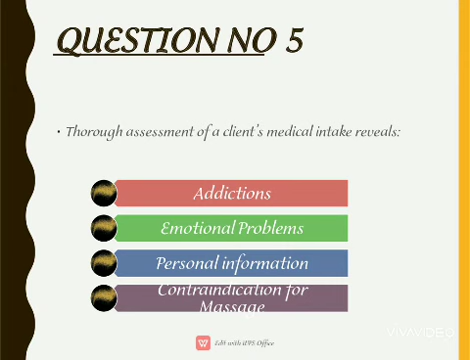 QUESTION NO 5
• Thorough assessment of a client's medical intake reveals:
Addictions
Emotional Problems
Personal information
Contraindication for
Massage
Edit with WPS Office
VIVAVIDEO